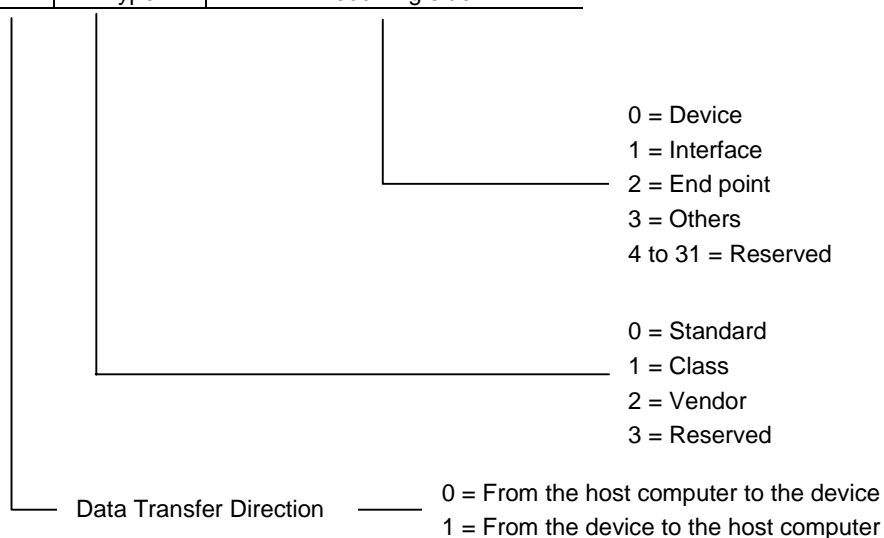 0 = Device
1 = Interface
2 = End point
3 = Others
4 to 31 = Reserved
0 = Standard
1 = Class
2 = Vendor
3 = Reserved
Data Transfer Direction
0 = From the host computer to the device
1 = From the device to the host computer